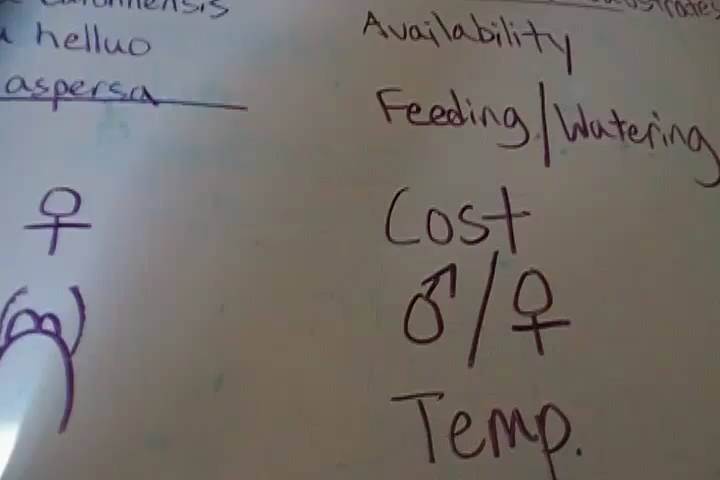 helluo
aspersa
♀
Availability
Feeding/Watering
Cost
♂/♀
Temp.